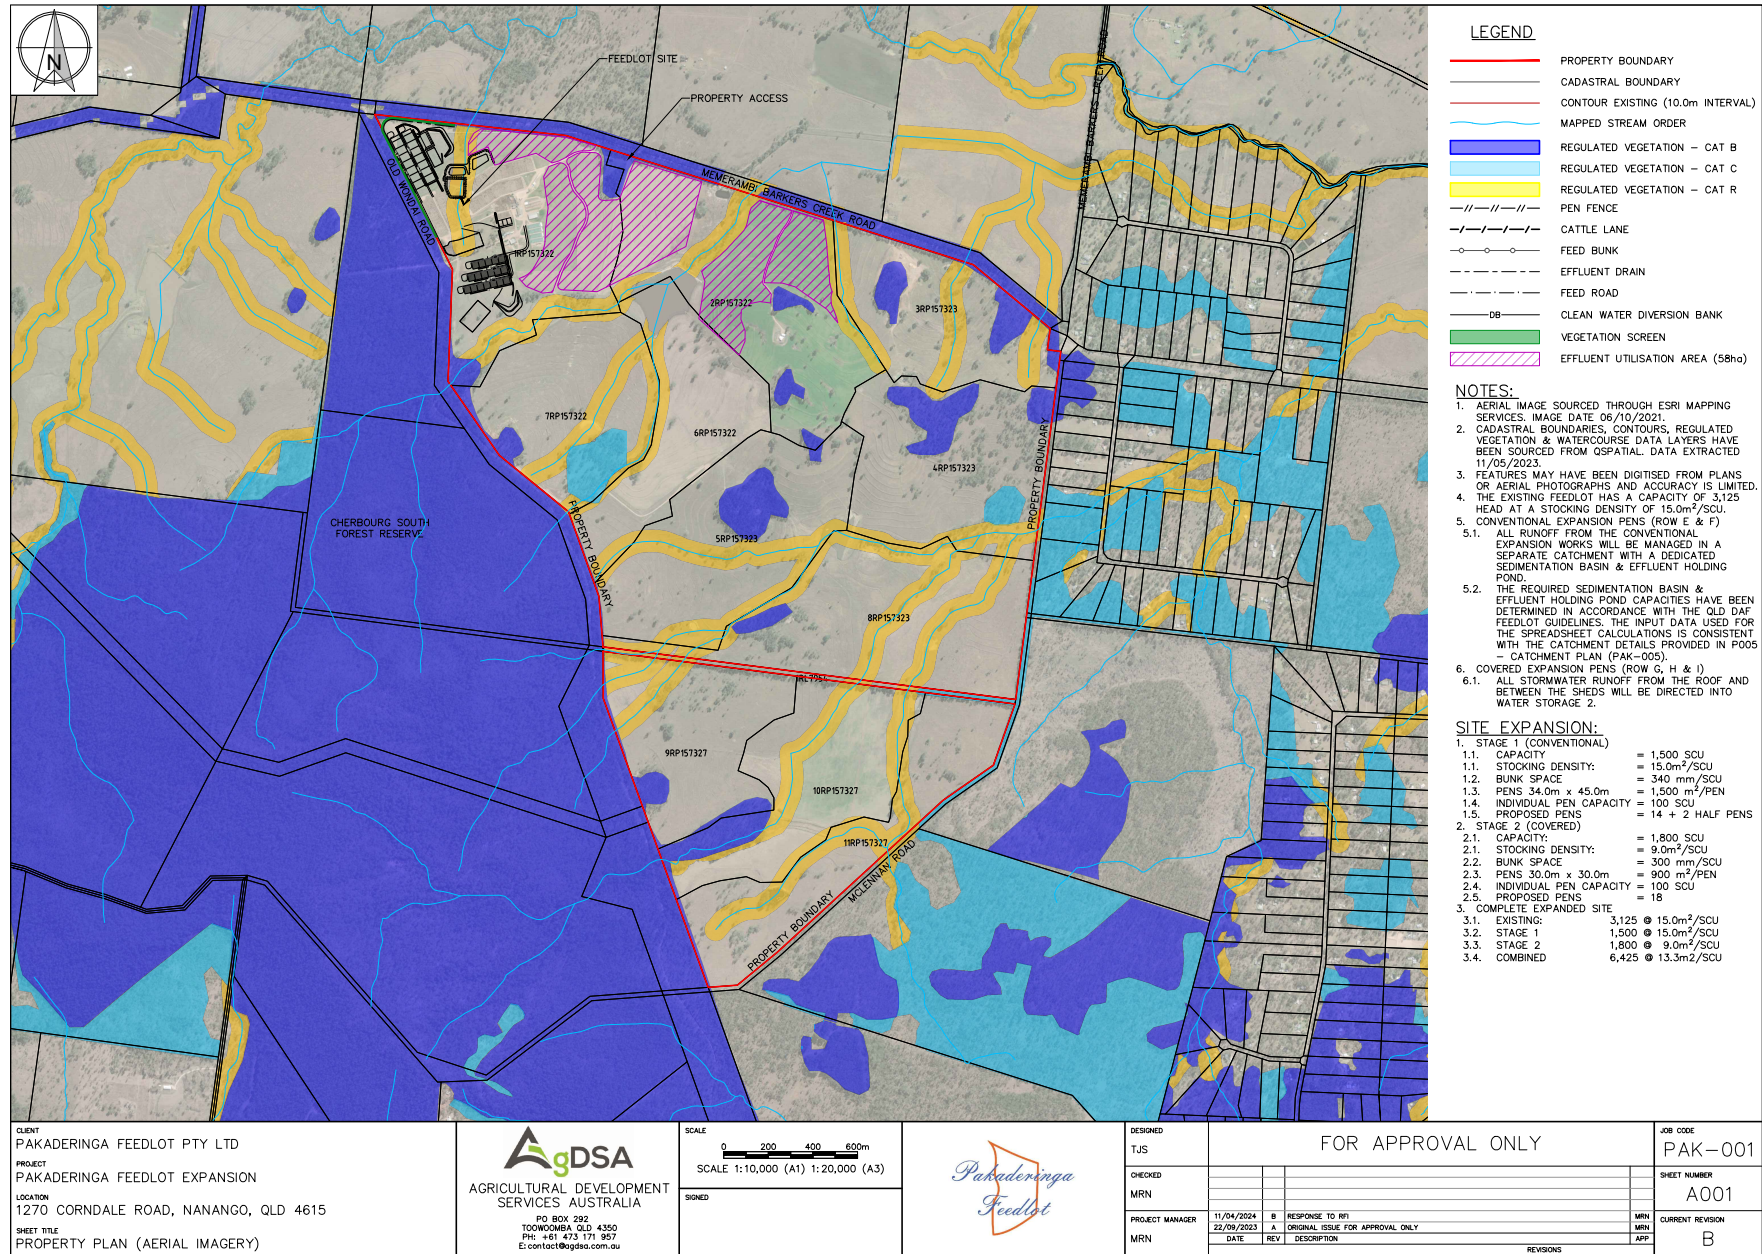 N
FEEDLOT SITE
PROPERTY ACCESS
OLD WONDAI ROAD
MEMERAMBI BARKERS CREEK ROAD
MEMERAMBI BARKERS CREEK ROAD
1RP157322
2RP157322
3RP157323
7RP157322
6RP157322
4RP157323
5RP157323
PROPERTY BOUNDARY
PROPERTY BOUNDARY
CHERBOURG SOUTH
FOREST RESERVE
8RP157323
9RP157327
10RP157327
11RP157327
PROPERTY BOUNDARY
MCLENNAN ROAD
LEGEND
PROPERTY BOUNDARY
CADASTRAL BOUNDARY
CONTOUR EXISTING (10.0m INTERVAL)
MAPPED STREAM ORDER
REGULATED VEGETATION – CAT B
REGULATED VEGETATION – CAT C
REGULATED VEGETATION – CAT R
PEN FENCE
CATTLE LANE
FEED BUNK
EFFLUENT DRAIN
FEED ROAD
DB CLEAN WATER DIVERSION BANK
VEGETATION SCREEN
EFFLUENT UTILISATION AREA (58ha)
NOTES:
1. AERIAL IMAGE SOURCED THROUGH ESRI MAPPING
SERVICES. IMAGE DATE 06/10/2021.
2. CADASTRAL BOUNDARIES, CONTOURS, REGULATED
VEGETATION & WATERCOURSE DATA LAYERS HAVE
BEEN SOURCED FROM QSPATIAL. DATA EXTRACTED
11/05/2023.
3. FEATURES MAY HAVE BEEN DIGITISED FROM PLANS
OR AERIAL PHOTOGRAPHS AND ACCURACY IS LIMITED.
4. THE EXISTING FEEDLOT HAS A CAPACITY OF 3,125
HEAD AT A STOCKING DENSITY OF 15.0m²/SCU.
5. CONVENTIONAL EXPANSION PENS (ROW E & F)
5.1. ALL RUNOFF FROM THE CONVENTIONAL
EXPANSION WORKS WILL BE MANAGED IN A
SEPARATE CATCHMENT WITH A DEDICATED
SEDIMENTATION BASIN & EFFLUENT HOLDING
POND.
5.2. THE REQUIRED SEDIMENTATION BASIN &
EFFLUENT HOLDING POND CAPACITIES HAVE BEEN
DETERMINED IN ACCORDANCE WITH THE QLD DAF
FEEDLOT GUIDELINES. THE INPUT DATA USED FOR
THE SPREADSHEET CALCULATIONS IS CONSISTENT
WITH THE CATCHMENT DETAILS PROVIDED IN P005
– CATCHMENT PLAN (PAK–005).
6. COVERED EXPANSION PENS (ROW G, H & I)
6.1. ALL STORMWATER RUNOFF FROM THE ROOF AND
BETWEEN THE SHEDS WILL BE DIRECTED INTO
WATER STORAGE 2.
SITE EXPANSION:
1. STAGE 1 (CONVENTIONAL)
1.1. CAPACITY = 1,500 SCU
1.1. STOCKING DENSITY: = 15.0m²/SCU
1.2. BUNK SPACE = 340 mm/SCU
1.3. PENS 34.0m x 45.0m = 1,500 m²/PEN
1.4. INDIVIDUAL PEN CAPACITY = 100 SCU
1.5. PROPOSED PENS = 14 + 2 HALF PENS
2. STAGE 2 (COVERED)
2.1. CAPACITY: = 1,800 SCU
2.1. STOCKING DENSITY: = 9.0m²/SCU
2.2. BUNK SPACE = 300 mm/SCU
2.3. PENS 30.0m x 30.0m = 900 m²/PEN
2.4. INDIVIDUAL PEN CAPACITY = 100 SCU
2.5. PROPOSED PENS = 18
3. COMPLETE EXPANDED SITE
3.1. EXISTING: 3,125 @ 15.0m²/SCU
3.2. STAGE 1 1,500 @ 15.0m²/SCU
3.3. STAGE 2 1,800 @ 9.0m²/SCU
3.4. COMBINED 6,425 @ 13.3m2/SCU
CLIENT
PAKADERINGA FEEDLOT PTY LTD
PROJECT
PAKADERINGA FEEDLOT EXPANSION
LOCATION
1270 CORNDALE ROAD, NANANGO, QLD 4615
SHEET TITLE
PROPERTY PLAN (AERIAL IMAGERY)
AgDSA
AGRICULTURAL DEVELOPMENT
SERVICES AUSTRALIA
PO BOX 292
TOOWOOMBA QLD 4350
PH: +61 473 171 957
E: contact@agdsa.com.au
SCALE
0 200 400 600m
SCALE 1:10,000 (A1) 1:20,000 (A3)
SIGNED
Pakaderinga
Feedlot
DESIGNED
TJS
CHECKED
MRN
PROJECT MANAGER
MRN
FOR APPROVAL ONLY
11/04/2024 B RESPONSE TO RFI MRN
22/09/2023 A ORIGINAL ISSUE FOR APPROVAL ONLY MRN
DATE REV DESCRIPTION APP
REVISIONS
JOB CODE
PAK–001
SHEET NUMBER
A001
CURRENT REVISION
B